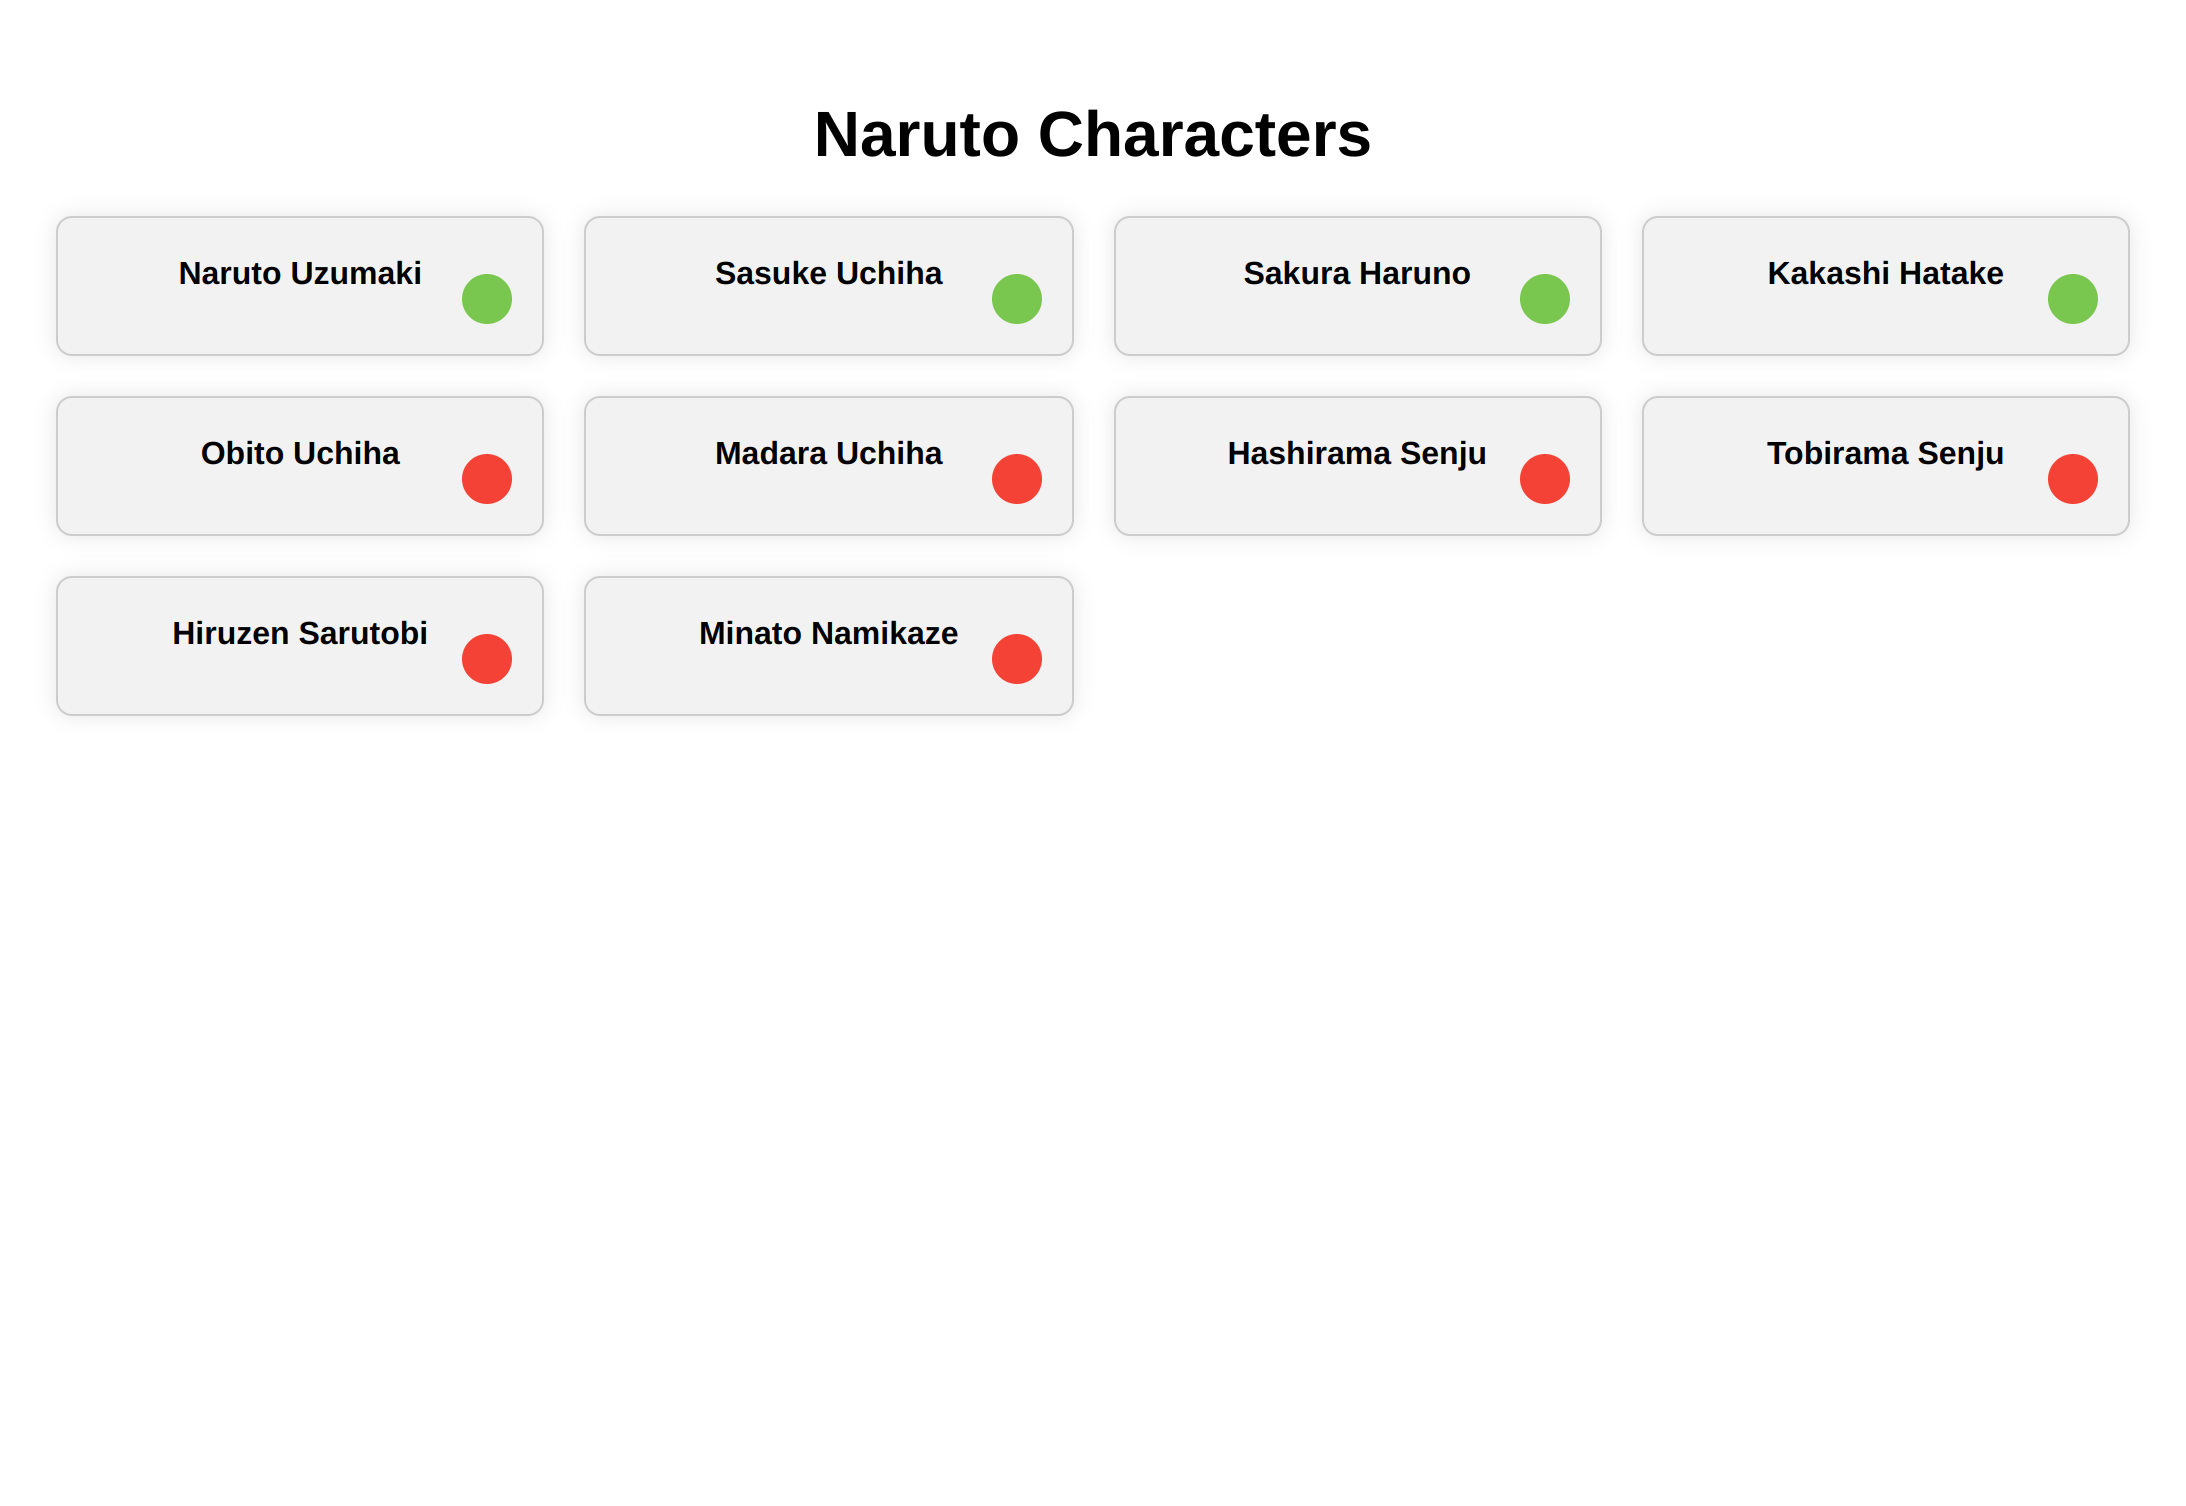 Naruto Characters
Naruto Uzumaki
Sasuke Uchiha
Sakura Haruno
Kakashi Hatake
Obito Uchiha
Madara Uchiha
Hashirama Senju
Tobirama Senju
Hiruzen Sarutobi
Minato Namikaze